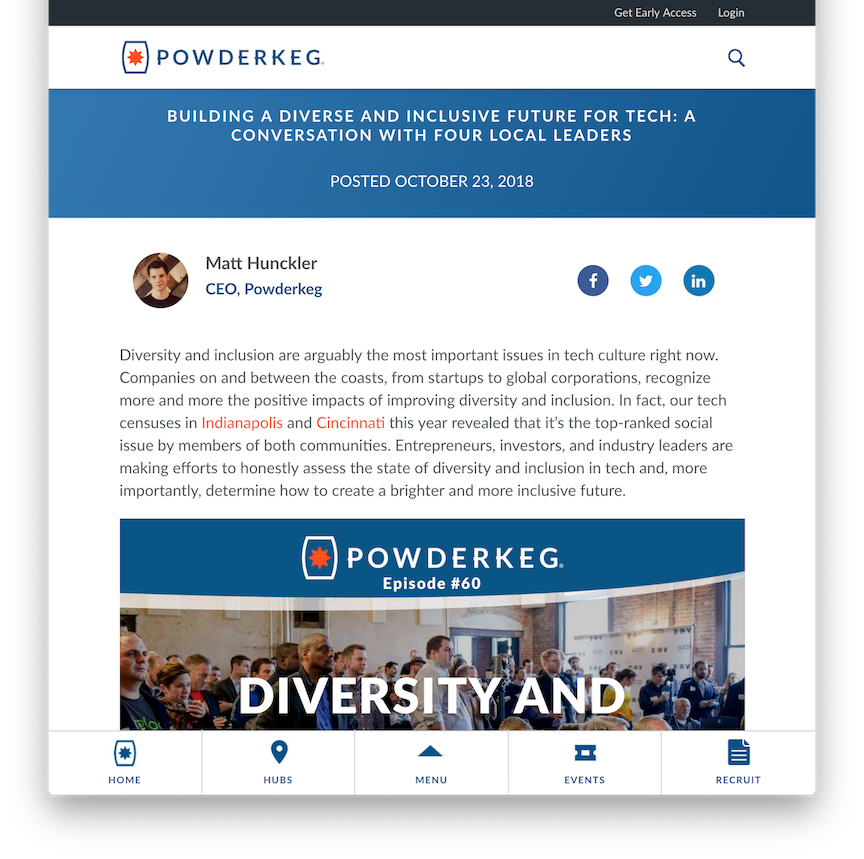 Get Early Access Login
POWDERKEG.
BUILDING A DIVERSE AND INCLUSIVE FUTURE FOR TECH: A
CONVERSATION WITH FOUR LOCAL LEADERS
POSTED OCTOBER 23, 2018
Matt Hunckler
CEO, Powderkeg
f in
Diversity and inclusion are arguably the most important issues in tech culture right now.
Companies on and between the coasts, from startups to global corporations, recognize
more and more the positive impacts of improving diversity and inclusion. In fact, our tech
censuses in Indianapolis and Cincinnati this year revealed that it’s the top-ranked social
issue by members of both communities. Entrepreneurs, investors, and industry leaders are
making efforts to honestly assess the state of diversity and inclusion in tech and, more
importantly, determine how to create a brighter and more inclusive future.
POWDERKEG.
Episode #60
DIVERSITY AND
HOME HUBS MENU EVENTS RECRUIT